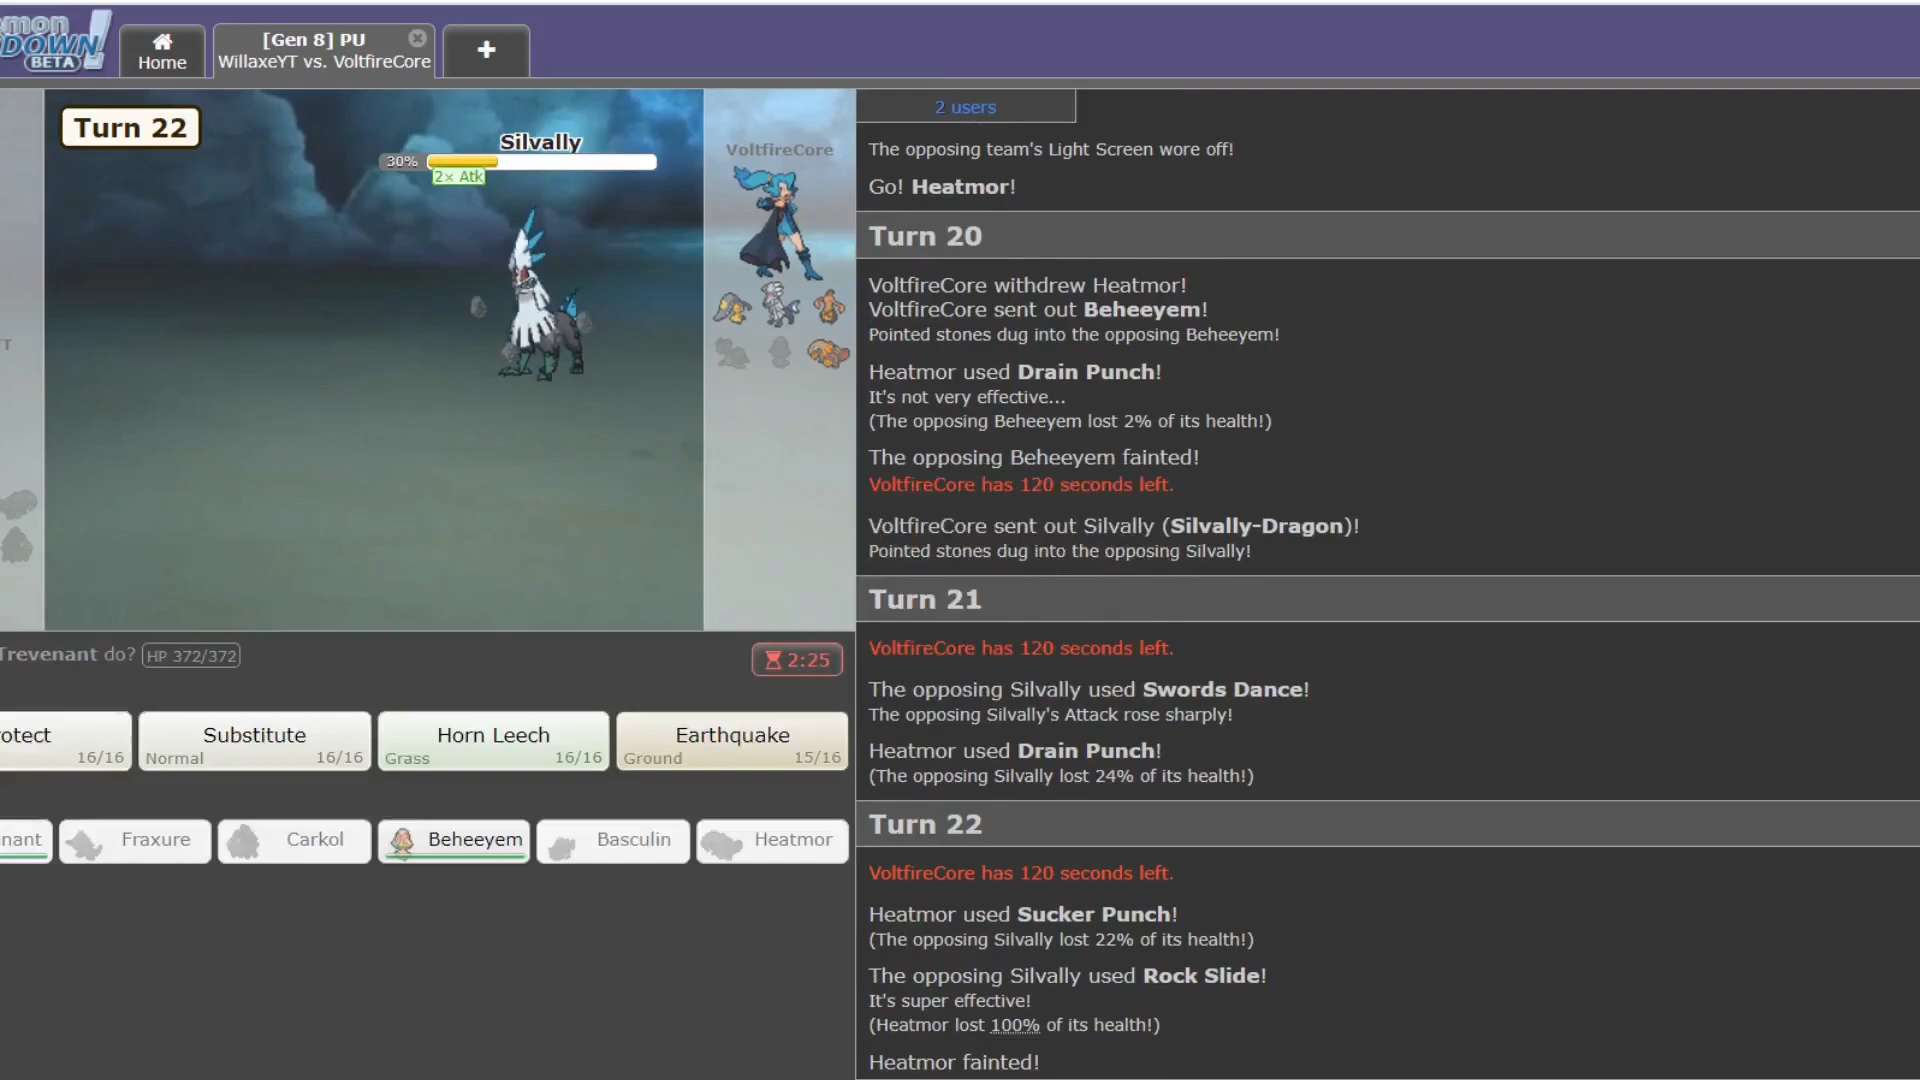 mon
DOWN!
BETA
Home
[Gen 8] PU
WillaxeYT vs. VoltfireCore
+
Turn 22
Silvally
30%
2× Atk
VoltfireCore
T
2 users
The opposing team's Light Screen wore off!
Go! Heatmor!
Turn 20
VoltfireCore withdrew Heatmor!
VoltfireCore sent out Beheeyem!
Pointed stones dug into the opposing Beheeyem!
Heatmor used Drain Punch!
It's not very effective...
(The opposing Beheeyem lost 2% of its health!)
The opposing Beheeyem fainted!
VoltfireCore has 120 seconds left.
VoltfireCore sent out Silvally (Silvally-Dragon)!
Pointed stones dug into the opposing Silvally!
Turn 21
VoltfireCore has 120 seconds left.
The opposing Silvally used Swords Dance!
The opposing Silvally's Attack rose sharply!
Heatmor used Drain Punch!
(The opposing Silvally lost 24% of its health!)
Turn 22
VoltfireCore has 120 seconds left.
Heatmor used Sucker Punch!
(The opposing Silvally lost 22% of its health!)
The opposing Silvally used Rock Slide!
It's super effective!
(Heatmor lost 100% of its health!)
Heatmor fainted!
Trevenant do? HP 372/372
2:25
otect
16/16
Substitute
Normal 16/16
Horn Leech
Grass 16/16
Earthquake
Ground 15/16
nant
Fraxure
Carkol
Beheeyem
Basculin
Heatmor